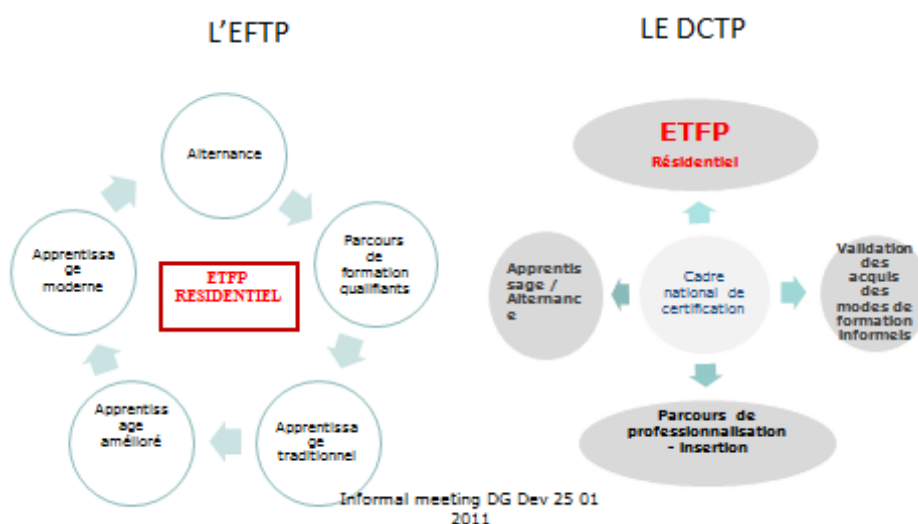 L'EFTP
LE DCTP
Alternance
Parcours
de
formation
qualifiants
Apprentissa
ge
traditionnel
Apprentiss
age
amélioré
Apprentissa
ge
moderne
ETFP
RESIDENTIEL
ETFP
Résidentiel
Apprentis
sage /
Alternanc
e
Cadre
national de
certification
Validation
des
acquis
des
modes de
formation
informels
Parcours de
professionnalisation
- insertion
Informal meeting DG Dev 25 01
2011